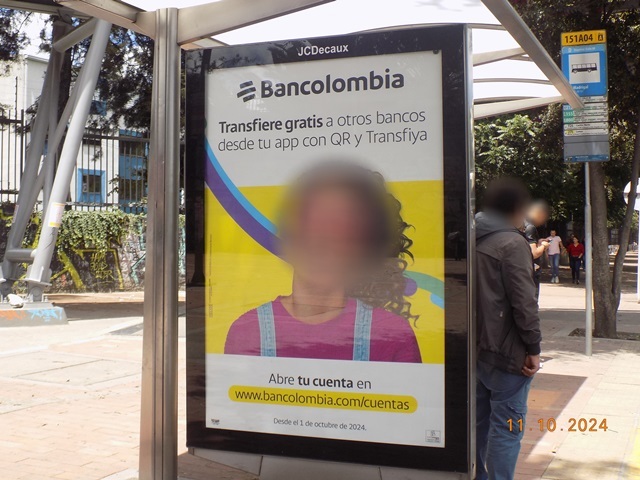 JCDecaux
Bancolombia
Transfiere gratis a otros bancos
desde tu app con QR y Transfiya
Abre tu cuenta en
www.bancolombia.com/cuentas
Desde el 1 de octubre de 2024.
151A04
11.10.2024